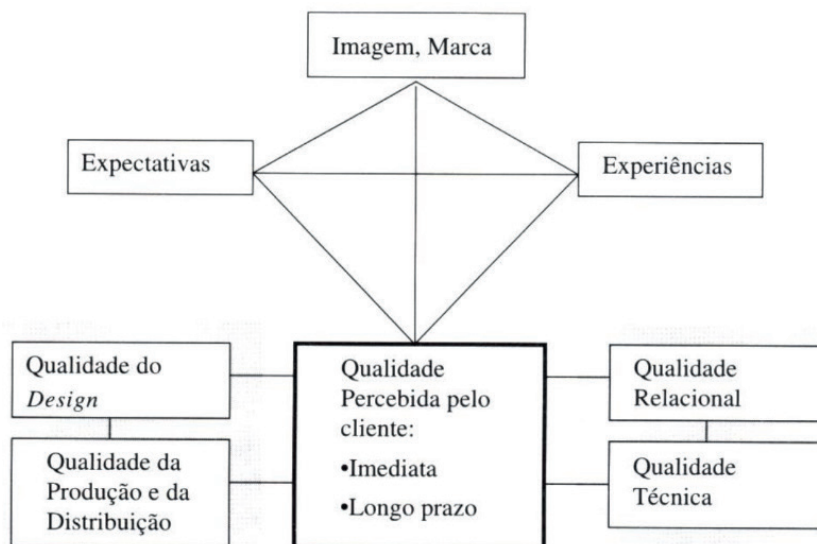 Imagem, Marca
Expectativas
Experiências
Qualidade do
Design
Qualidade da
Produção e da
Distribuição
Qualidade
Percebida pelo
cliente:
•Imediata
•Longo prazo
Qualidade
Relacional
Qualidade
Técnica